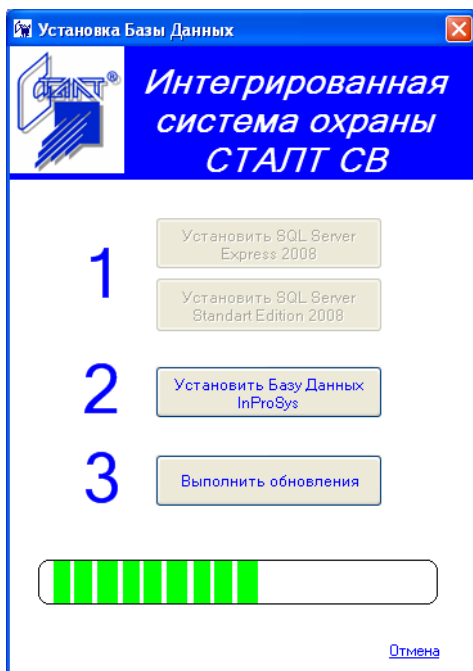 Установка Базы Данных
СТАЛТ®
Интегрированная
система охраны
СТАЛТ СВ
1
Установить SQL Server
Express 2008
Установить SQL Server
Standart Edition 2008
2
Установить Базу Данных
InProSys
3
Выполнить обновления
Отмена